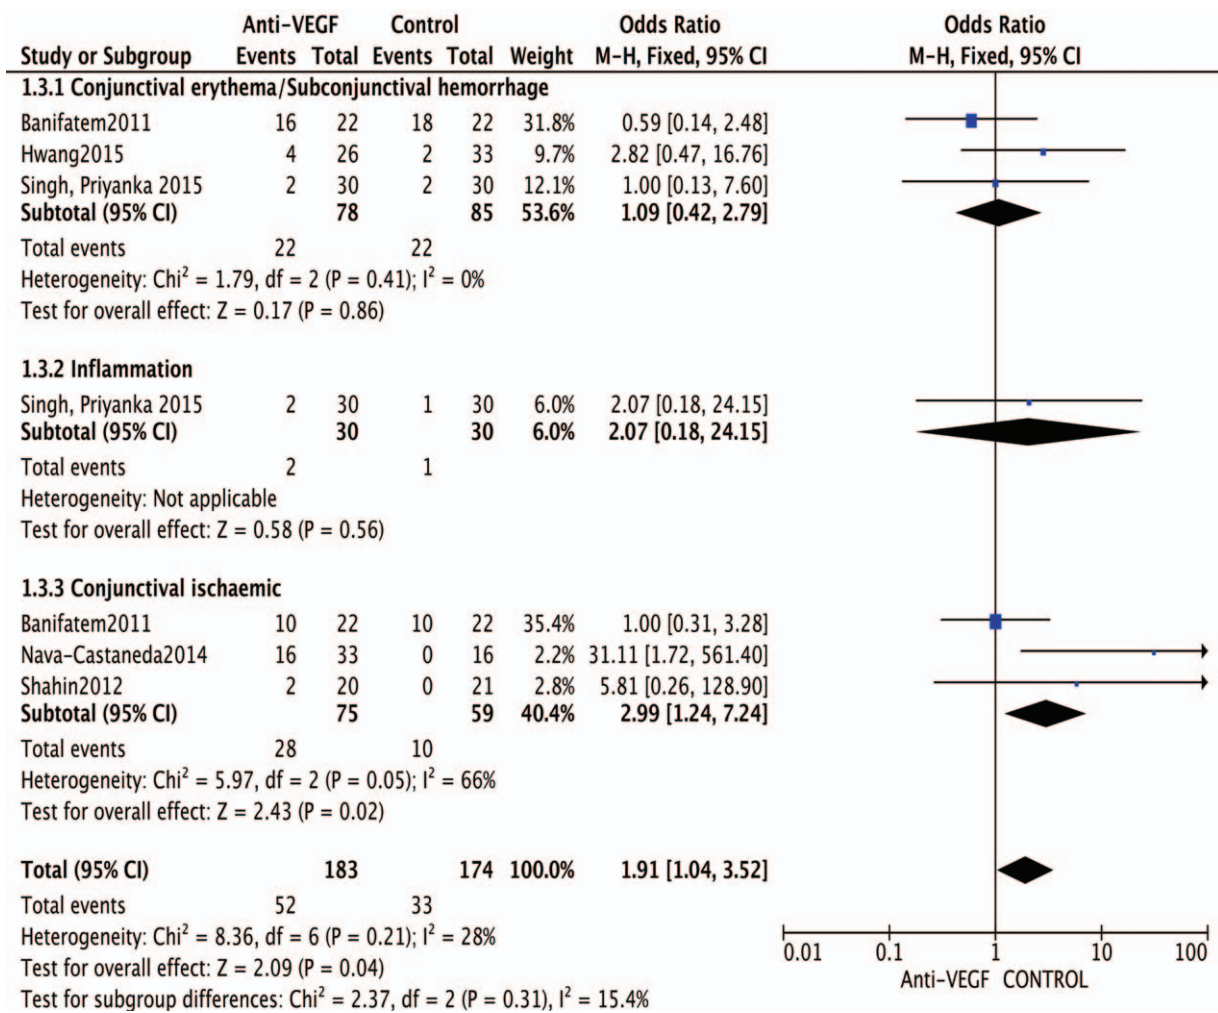 Anti-VEGF Control Odds Ratio Odds Ratio
Study or Subgroup Events Total Events Total Weight M-H, Fixed, 95% CI M-H, Fixed, 95% CI
1.3.1 Conjunctival erythema/Subconjunctival hemorrhage
Banifatem2011 16 22 18 22 31.8% 0.59 [0.14, 2.48]
Hwang2015 4 26 2 33 9.7% 2.82 [0.47, 16.76]
Singh, Priyanka 2015 2 30 2 30 12.1% 1.00 [0.13, 7.60]
Subtotal (95% CI) 78 85 53.6% 1.09 [0.42, 2.79]
Total events 22 22
Heterogeneity: Chi² = 1.79, df = 2 (P = 0.41); I² = 0%
Test for overall effect: Z = 0.17 (P = 0.86)
1.3.2 Inflammation
Singh, Priyanka 2015 2 30 1 30 6.0% 2.07 [0.18, 24.15]
Subtotal (95% CI) 30 30 6.0% 2.07 [0.18, 24.15]
Total events 2 1
Heterogeneity: Not applicable
Test for overall effect: Z = 0.58 (P = 0.56)
1.3.3 Conjunctival ischaemic
Banifatem2011 10 22 10 22 35.4% 1.00 [0.31, 3.28]
Nava-Castaneda2014 16 33 0 16 2.2% 31.11 [1.72, 561.40]
Shahin2012 2 20 0 21 2.8% 5.81 [0.26, 128.90]
Subtotal (95% CI) 75 59 40.4% 2.99 [1.24, 7.24]
Total events 28 10
Heterogeneity: Chi² = 5.97, df = 2 (P = 0.05); I² = 66%
Test for overall effect: Z = 2.43 (P = 0.02)
Total (95% CI) 183 174 100.0% 1.91 [1.04, 3.52]
Total events 52 33
Heterogeneity: Chi² = 8.36, df = 6 (P = 0.21); I² = 28%
Test for overall effect: Z = 2.09 (P = 0.04)
Test for subgroup differences: Chi² = 2.37, df = 2 (P = 0.31), I² = 15.4%
0.01 0.1 1 10 100
Anti-VEGF CONTROL